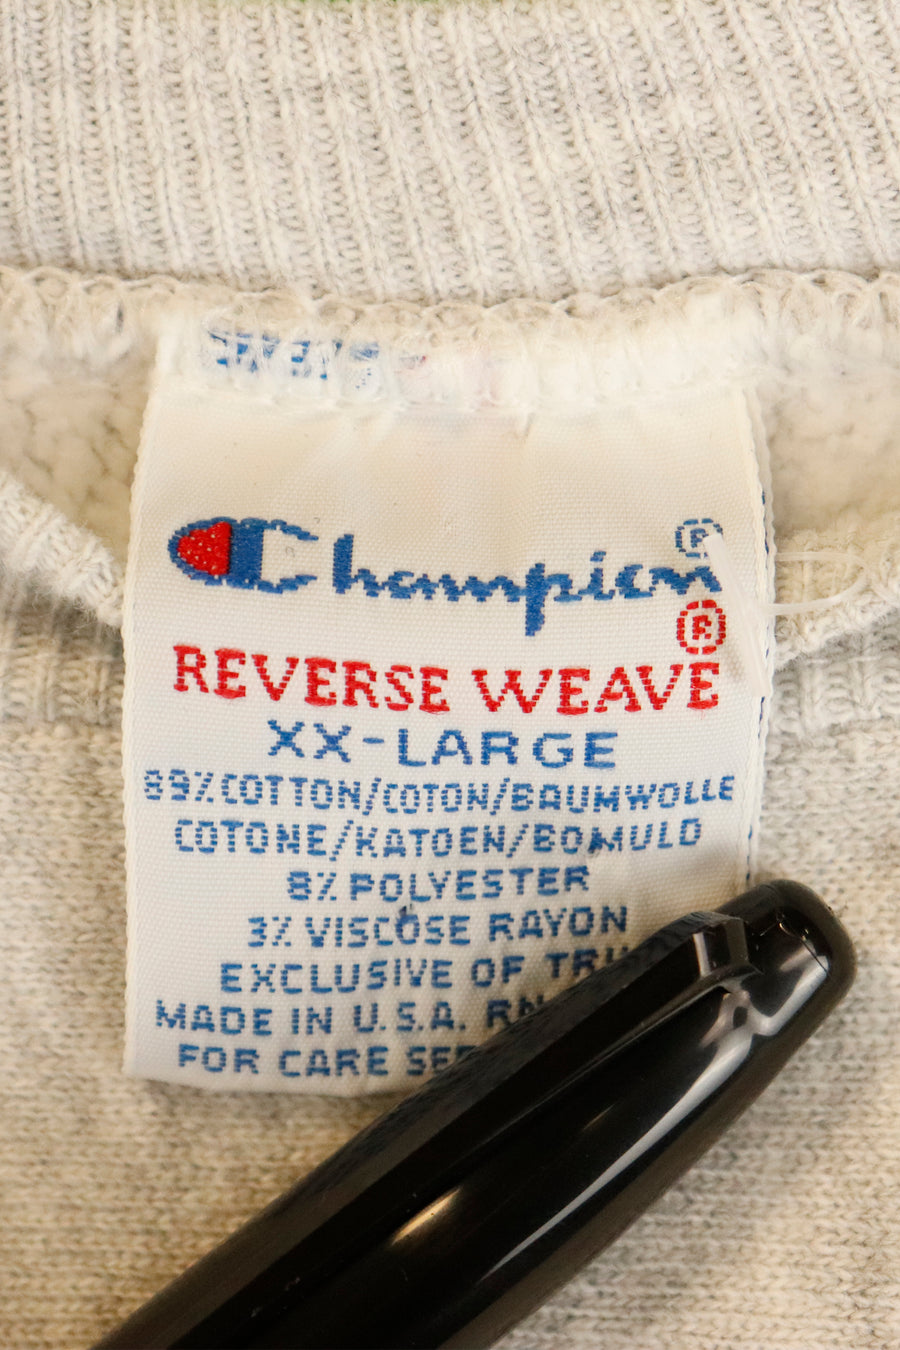 Champion®
®
REVERSE WEAVE
XX-LARGE
89% COTTON/COTON/BAUMWOLLE
COTONE/KATOEN/BOMULD
8% POLYESTER
3% VISCOSE RAYON
EXCLUSIVE OF
MADE IN U.S.A. RN
FOR CARE